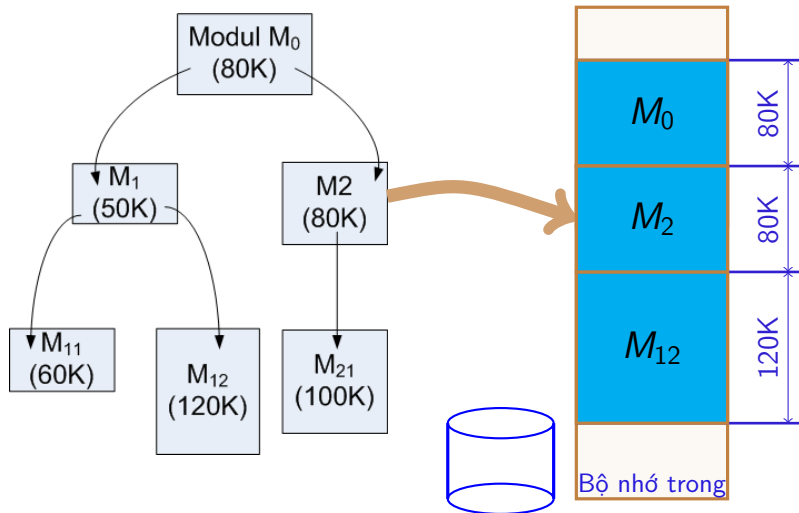 Modul M₀
(80K)
M₁
(50K)
M2
(80K)
M₁₁
(60K)
M₁₂
(120K)
M₂₁
(100K)
M₀
80K
M₂
80K
M₁₂
120K
Bộ nhớ trong